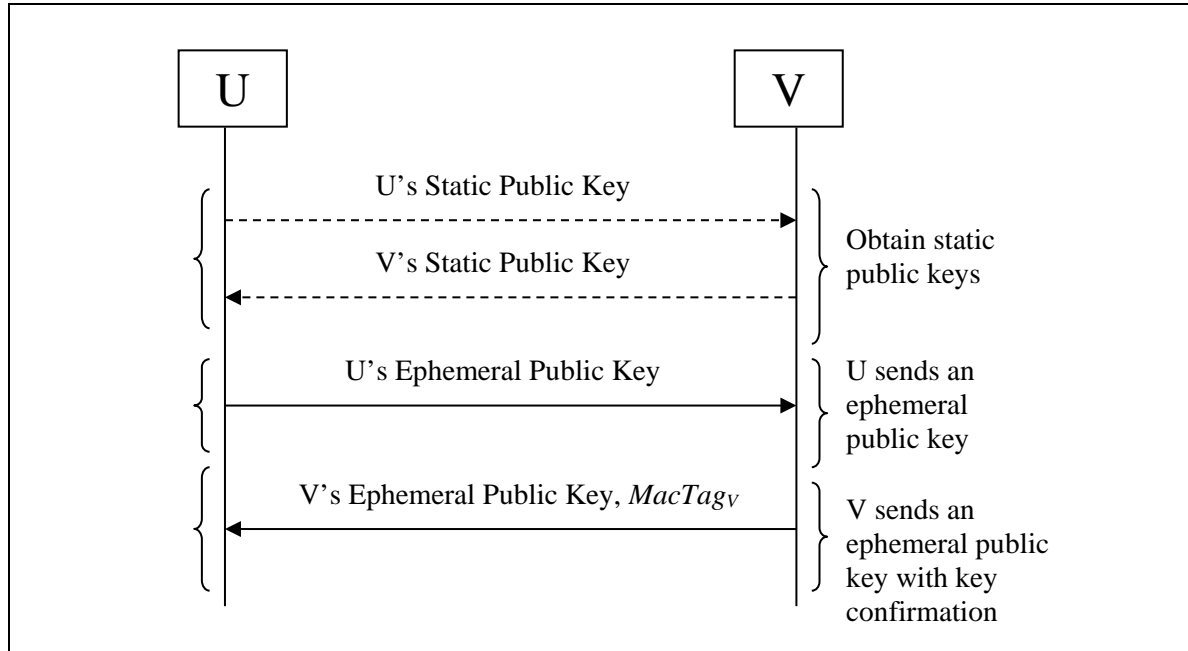 U
V
U’s Static Public Key
V’s Static Public Key
Obtain static
public keys
U’s Ephemeral Public Key
U sends an
ephemeral
public key
V’s Ephemeral Public Key, MacTagV
V sends an
ephemeral public
key with key
confirmation